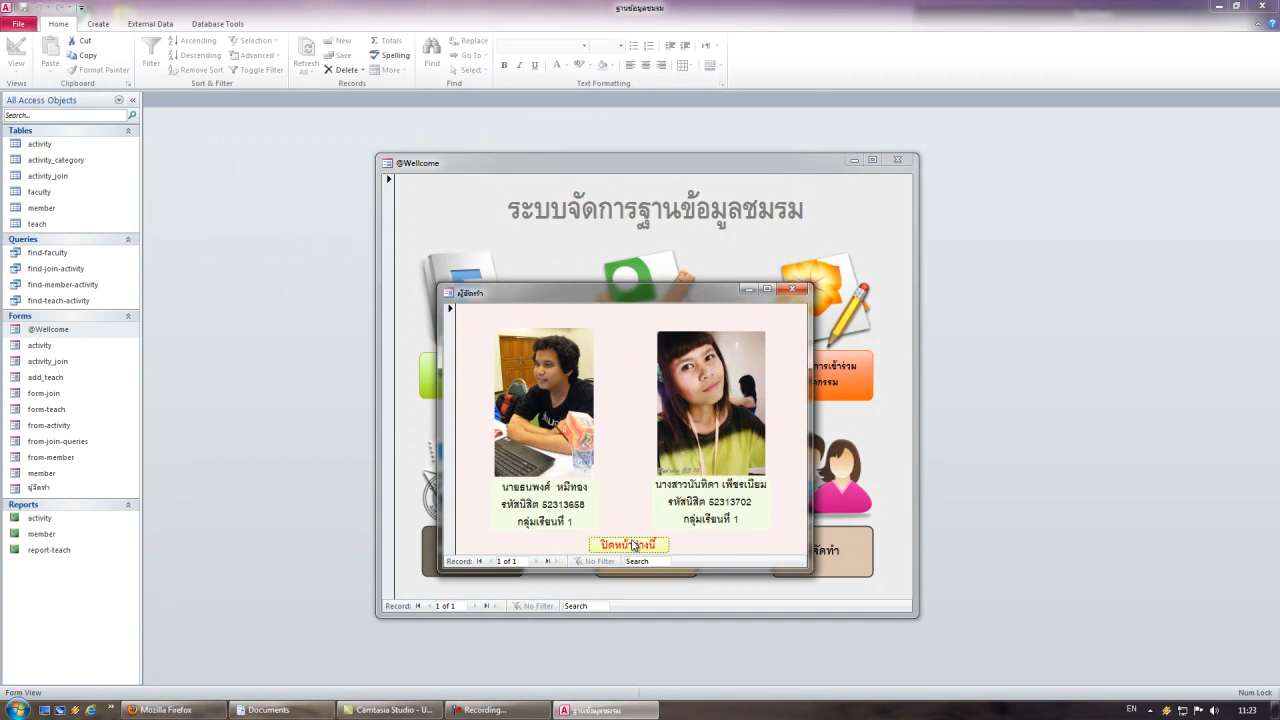 ฐานข้อมูลชมรม
File
Home
Create
External Data
Database Tools
View
Views
Paste
Cut
Copy
Format Painter
Clipboard
Filter
Ascending
Descending
Remove Sort
Selection
Advanced
Toggle Filter
Sort & Filter
Refresh All
New
Save
Delete
Totals
Spelling
More
Records
Find
Replace
Go To
Select
Find
B I U A
Text Formatting
All Access Objects
Search...
Tables
activity
activity_category
activity_join
faculty
member
teach
Queries
find-faculty
find-join-activity
find-member-activity
find-teach-activity
Forms
@Wellcome
activity
activity_join
add_teach
form-join
form-teach
from-activity
from-join-queries
from-member
member
ผู้จัดทำ
Reports
activity
member
report-teach
@Wellcome
ระบบจัดการฐานข้อมูลชมรม
การเข้าร่วม
จัดทำ
ผู้จัดทำ
นายธนพงศ์ หมีทอง
รหัสนิสิต 52313658
กลุ่มเรียนที่ 1
นางสาวนันทิดา เพ็ชรเนียม
รหัสนิสิต 52313702
กลุ่มเรียนที่ 1
Record: 1 of 1 No Filter Search
Record: 1 of 1 No Filter Search
Form View
Num Lock
Mozilla Firefox
Documents
Camtasia Studio - U...
Recording...
ฐานข้อมูลชมรม
EN
11:23